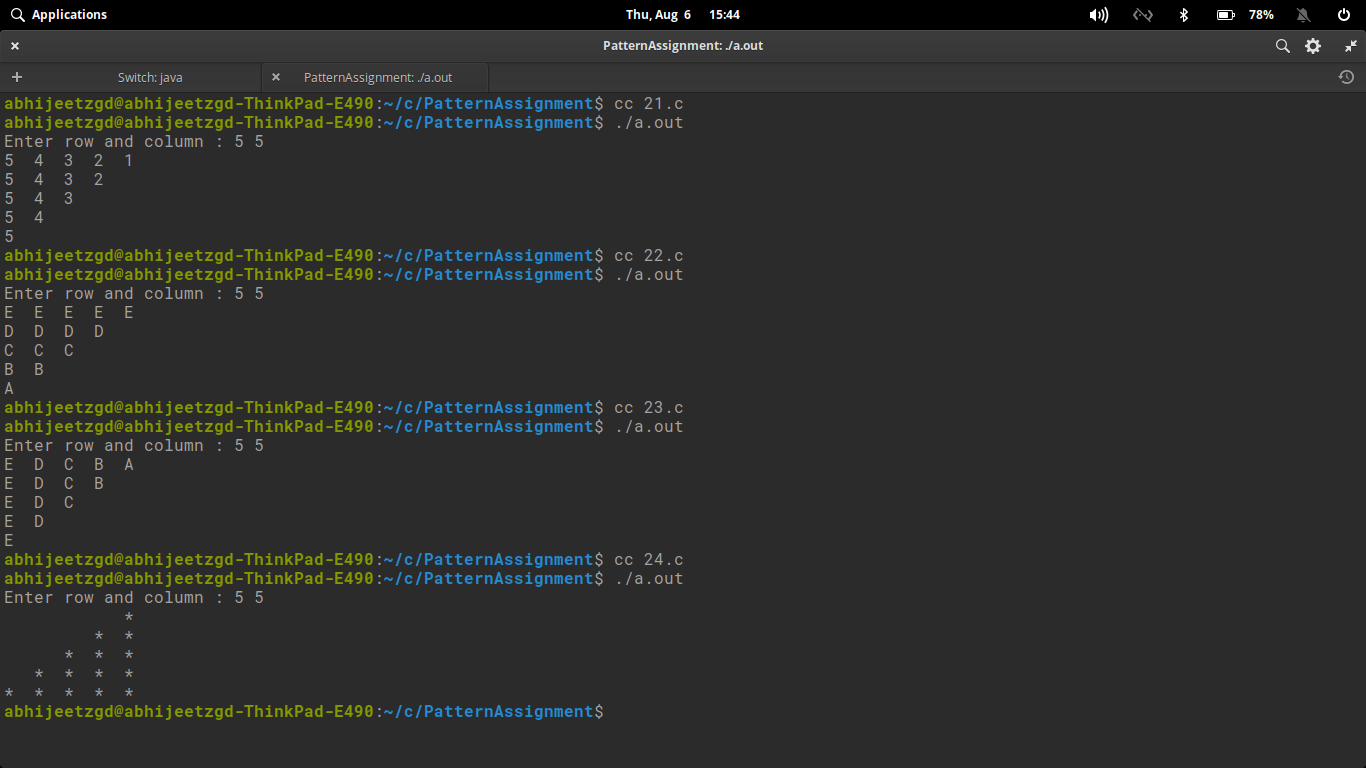 Applications Thu, Aug 6 15:44 78%
PatternAssignment: ./a.out
Switch: java PatternAssignment: ./a.out
abhijeetzgd@abhijeetzgd-ThinkPad-E490:~/c/PatternAssignment$ cc 21.c
abhijeetzgd@abhijeetzgd-ThinkPad-E490:~/c/PatternAssignment$ ./a.out
Enter row and column : 5 5
5  4  3  2  1
5  4  3  2
5  4  3
5  4
5
abhijeetzgd@abhijeetzgd-ThinkPad-E490:~/c/PatternAssignment$ cc 22.c
abhijeetzgd@abhijeetzgd-ThinkPad-E490:~/c/PatternAssignment$ ./a.out
Enter row and column : 5 5
E  E  E  E  E
D  D  D  D
C  C  C
B  B
A
abhijeetzgd@abhijeetzgd-ThinkPad-E490:~/c/PatternAssignment$ cc 23.c
abhijeetzgd@abhijeetzgd-ThinkPad-E490:~/c/PatternAssignment$ ./a.out
Enter row and column : 5 5
E  D  C  B  A
E  D  C  B
E  D  C
E  D
E
abhijeetzgd@abhijeetzgd-ThinkPad-E490:~/c/PatternAssignment$ cc 24.c
abhijeetzgd@abhijeetzgd-ThinkPad-E490:~/c/PatternAssignment$ ./a.out
Enter row and column : 5 5
            *
         *  *
      *  *  *
   *  *  *  *
*  *  *  *  *
abhijeetzgd@abhijeetzgd-ThinkPad-E490:~/c/PatternAssignment$